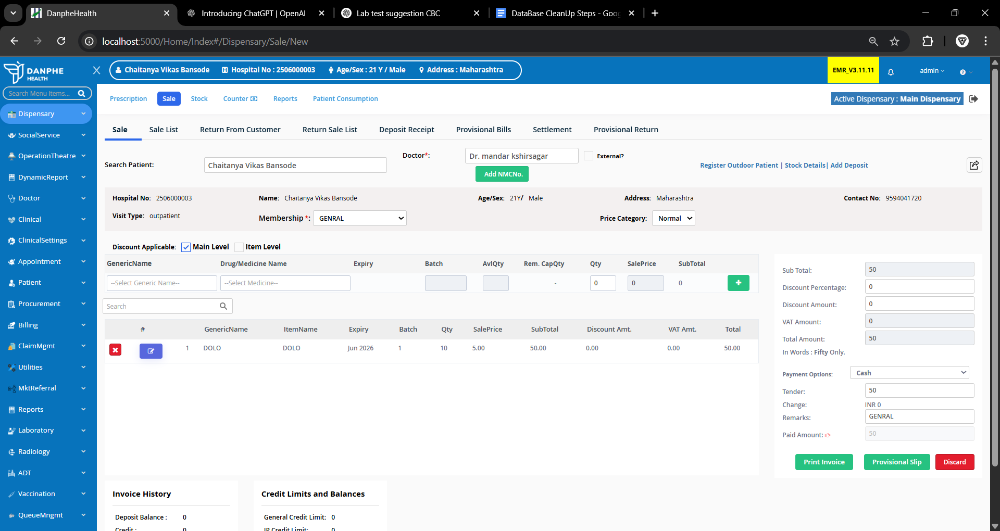 DanpheHealth
Introducing ChatGPT | OpenAI
Lab test suggestion CBC
DataBase CleanUp Steps - Goog
localhost:5000/Home/Index#/Dispensary/Sale/New
DANPHE
HEALTH
Chaitanya Vikas Bansode Hospital No : 2506000003 Age/Sex : 21 Y / Male Address : Maharashtra
EMR_V3.11.11
admin
Search Menu Items...
Dispensary
SocialService
OperationTheatre
DynamicReport
Doctor
Clinical
ClinicalSettings
Appointment
Patient
Procurement
Billing
ClaimMgmt
Utilities
MktReferral
Reports
Laboratory
Radiology
ADT
Vaccination
QueueMngmt
Prescription Sale Stock Counter Reports Patient Consumption
Active Dispensary : Main Dispensary
Sale Sale List Return From Customer Return Sale List Deposit Receipt Provisional Bills Settlement Provisional Return
Search Patient: Chaitanya Vikas Bansode
Doctor*: Dr. mandar kshirsagar External?
Add NMCNo.
Register Outdoor Patient | Stock Details| Add Deposit
Hospital No: 2506000003 Name: Chaitanya Vikas Bansode Age/Sex: 21Y/ Male Address: Maharashtra Contact No: 9594041720
Visit Type: outpatient Membership *: GENRAL Price Category: Normal
Discount Applicable: Main Level Item Level
GenericName Drug/Medicine Name Expiry Batch AvlQty Rem. CapQty Qty SalePrice SubTotal
--Select Generic Name-- --Select Medicine-- - 0 0 0 +
Search
# GenericName ItemName Expiry Batch Qty SalePrice SubTotal Discount Amt. VAT Amt. Total
1 DOLO DOLO Jun 2026 1 10 5.00 50.00 0.00 0.00 50.00
Sub Total: 50
Discount Percentage: 0
Discount Amount: 0
VAT Amount: 0
Total Amount: 50
In Words : Fifty Only.
Payment Options: Cash
Tender: 50
Change: INR 0
Remarks: GENRAL
Paid Amount: 50
Print Invoice Provisional Slip Discard
Invoice History
Deposit Balance : 0
Credit : 0
Credit Limits and Balances
General Credit Limit: 0
IP Credit Limit: 0